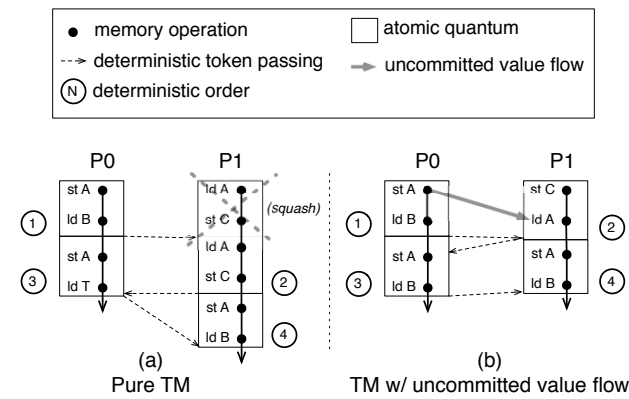 memory operation
atomic quantum
deterministic token passing
uncommitted value flow
N deterministic order
P0 P1 P0 P1
st A ld A st A st C
ld B st C (squash) ld B ld A
1 1 2
st A ld A st A st A
ld T st C ld B ld B
3 2 3 4
st A
ld B 4
(a) (b)
Pure TM TM w/ uncommitted value flow